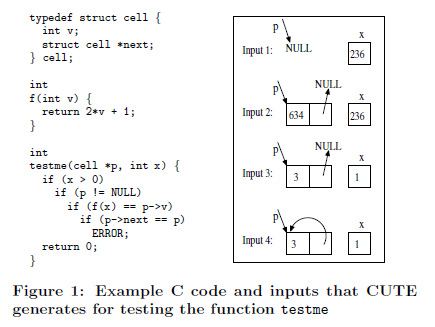 typedef struct cell {
  int v;
  struct cell *next;
} cell;
int
f(int v) {
  return 2*v + 1;
}
int
testme(cell *p, int x) {
  if (x > 0)
    if (p != NULL)
      if (f(x) == p->v)
        if (p->next == p)
          ERROR;
  return 0;
}
p
x
Input 1: NULL 236
NULL
p
x
Input 2: 634 236
NULL
p
x
Input 3: 3 1
p
x
Input 4: 3 1
Figure 1: Example C code and inputs that CUTE
generates for testing the function testme